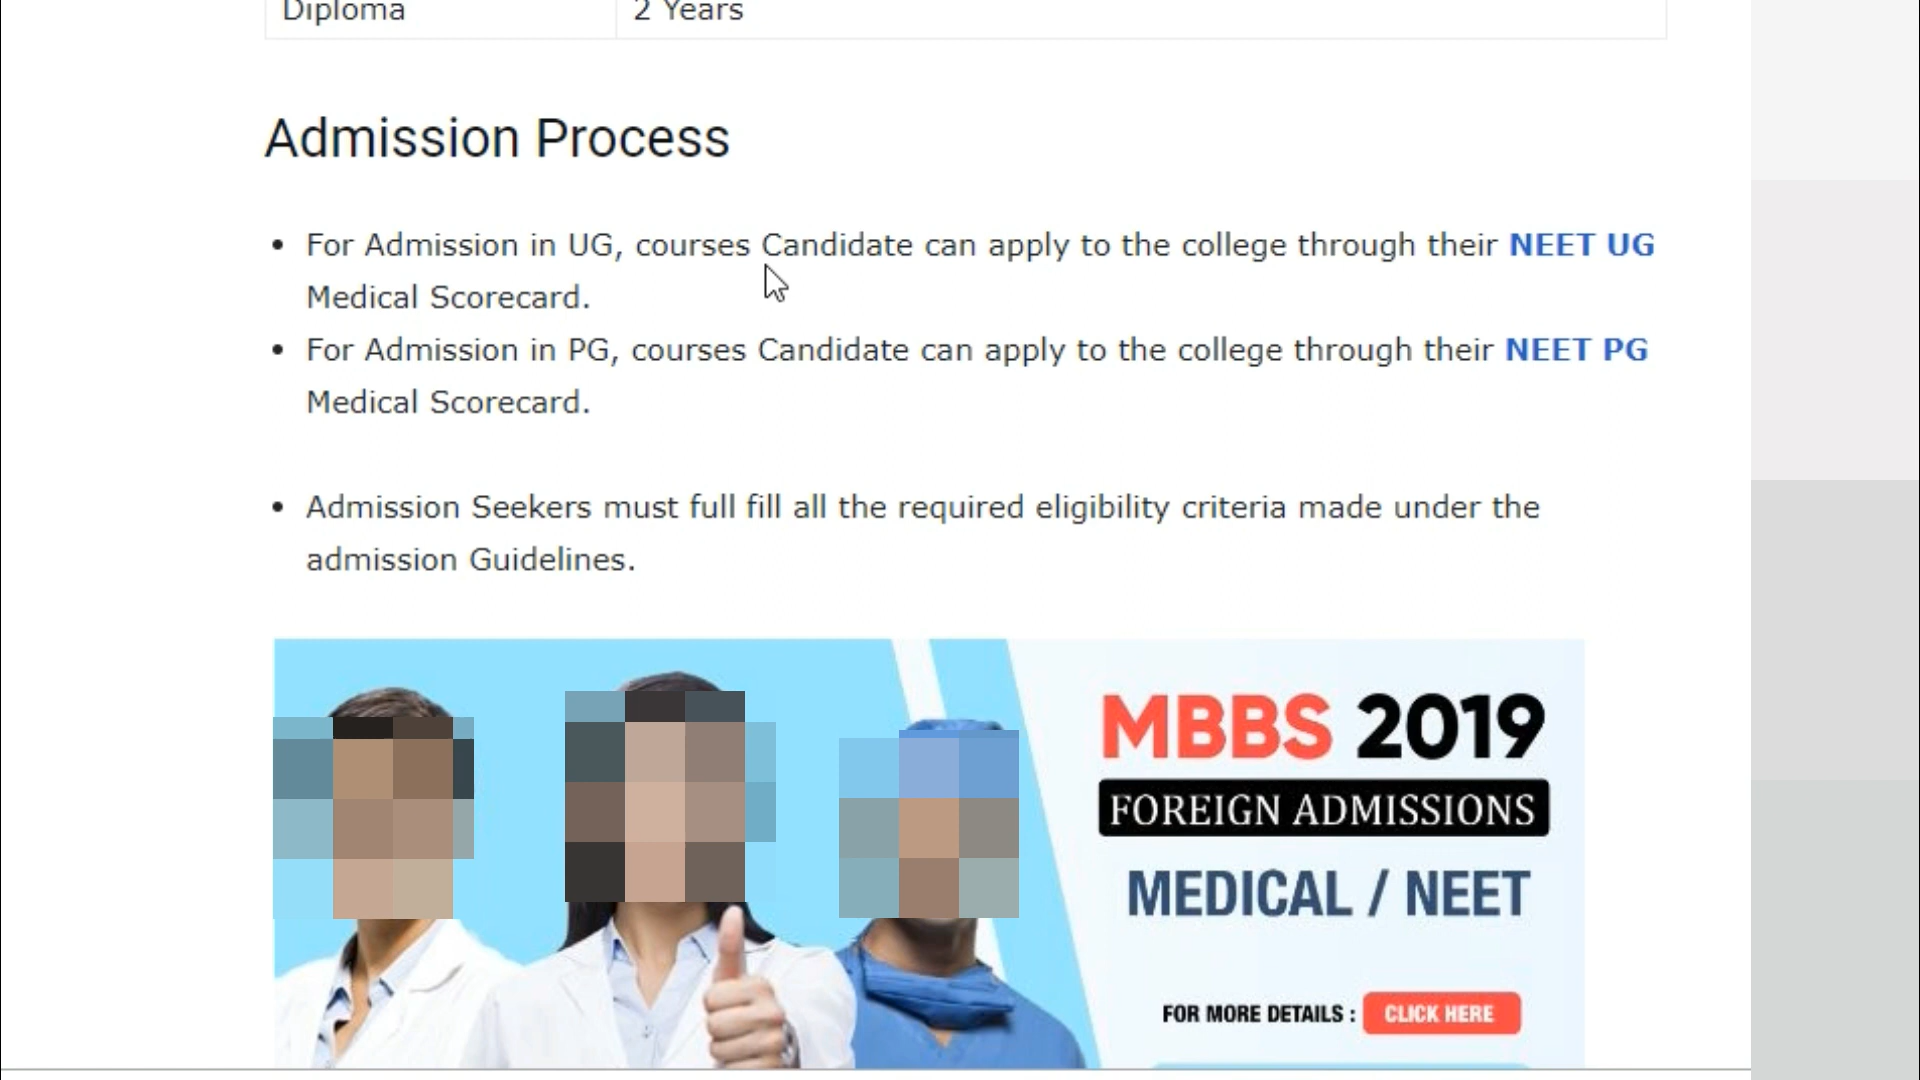 Diploma 2 Years
Admission Process
For Admission in UG, courses Candidate can apply to the college through their NEET UG
Medical Scorecard.
For Admission in PG, courses Candidate can apply to the college through their NEET PG
Medical Scorecard.
Admission Seekers must full fill all the required eligibility criteria made under the
admission Guidelines.
MBBS 2019
FOREIGN ADMISSIONS
MEDICAL / NEET
FOR MORE DETAILS : CLICK HERE